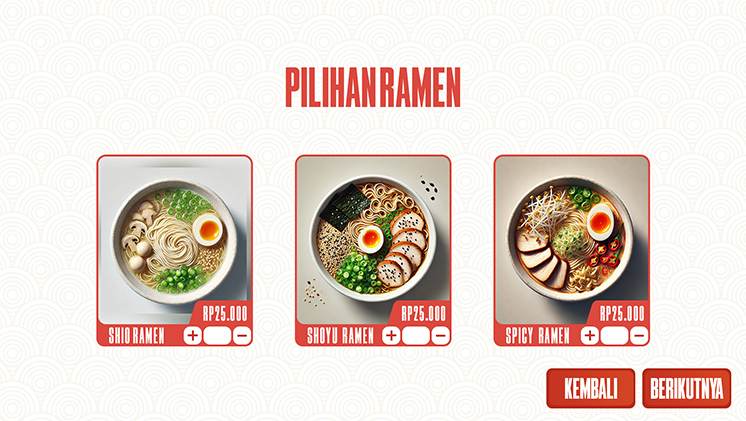 PILIHAN RAMEN
RP25.000
SHIO RAMEN + −
RP25.000
SHOYU RAMEN + −
RP25.000
SPICY RAMEN + −
KEMBALI
BERIKUTNYA